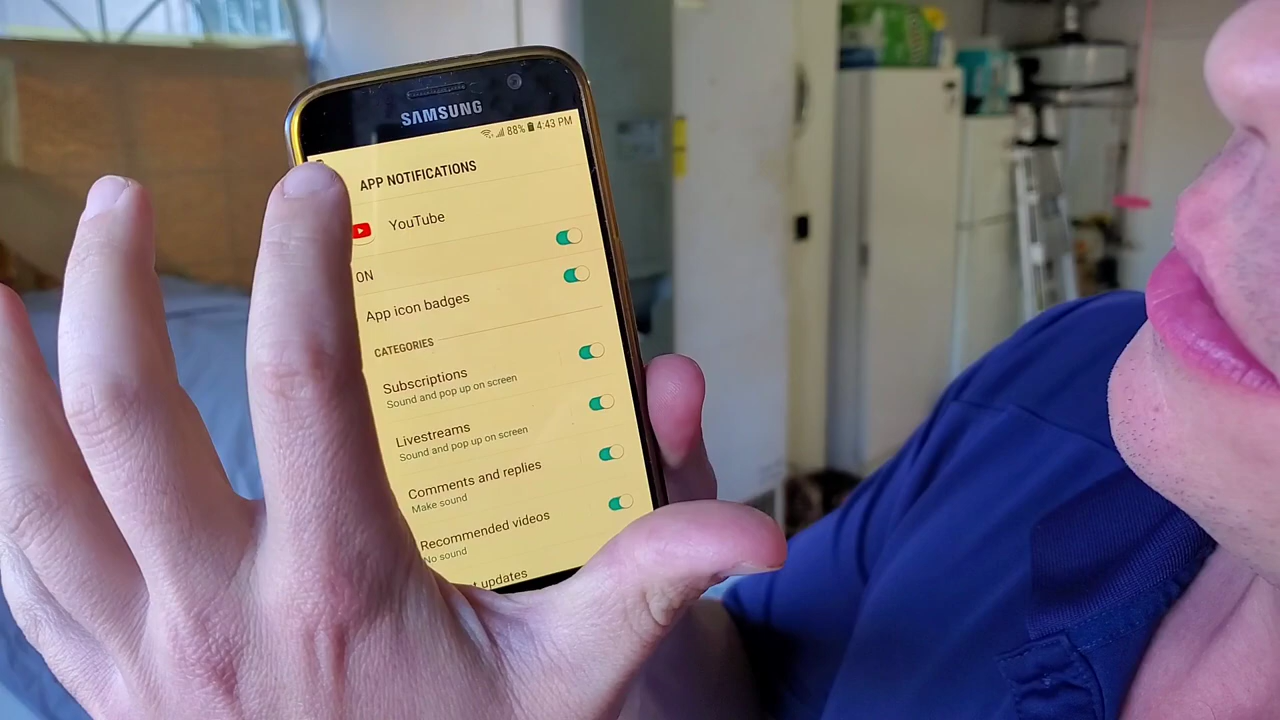 SAMSUNG
88% 4:43 PM
APP NOTIFICATIONS
YouTube
ON
App icon badges
CATEGORIES
Subscriptions
Sound and pop up on screen
Livestreams
Sound and pop up on screen
Comments and replies
Make sound
Recommended videos
No sound
updates